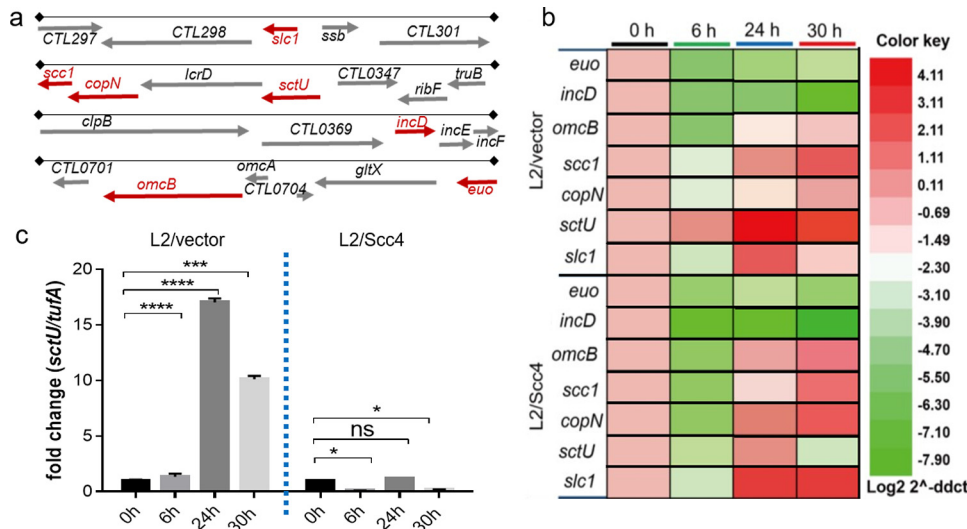 a
CTL297 CTL298 slc1 ssb CTL301
scc1 copN lcrD sctU CTL0347 ribF truB
clpB CTL0369 incD incE incF
CTL0701 omcB omcA CTL0704 gltX euo
b
0 h 6 h 24 h 30 h
L2/vector
euo
incD
omcB
scc1
copN
sctU
slc1
L2/Scc4
euo
incD
omcB
scc1
copN
sctU
slc1
Color key
4.11
3.11
2.11
1.11
0.11
-0.69
-1.49
-2.30
-3.10
-3.90
-4.70
-5.50
-6.30
-7.10
-7.90
Log2 2^-ddct
c
L2/vector L2/Scc4
fold change (sctU/tufA)
20
15
10
5
0
***
****
****
*
ns
*
0h 6h 24h 30h 0h 6h 24h 30h